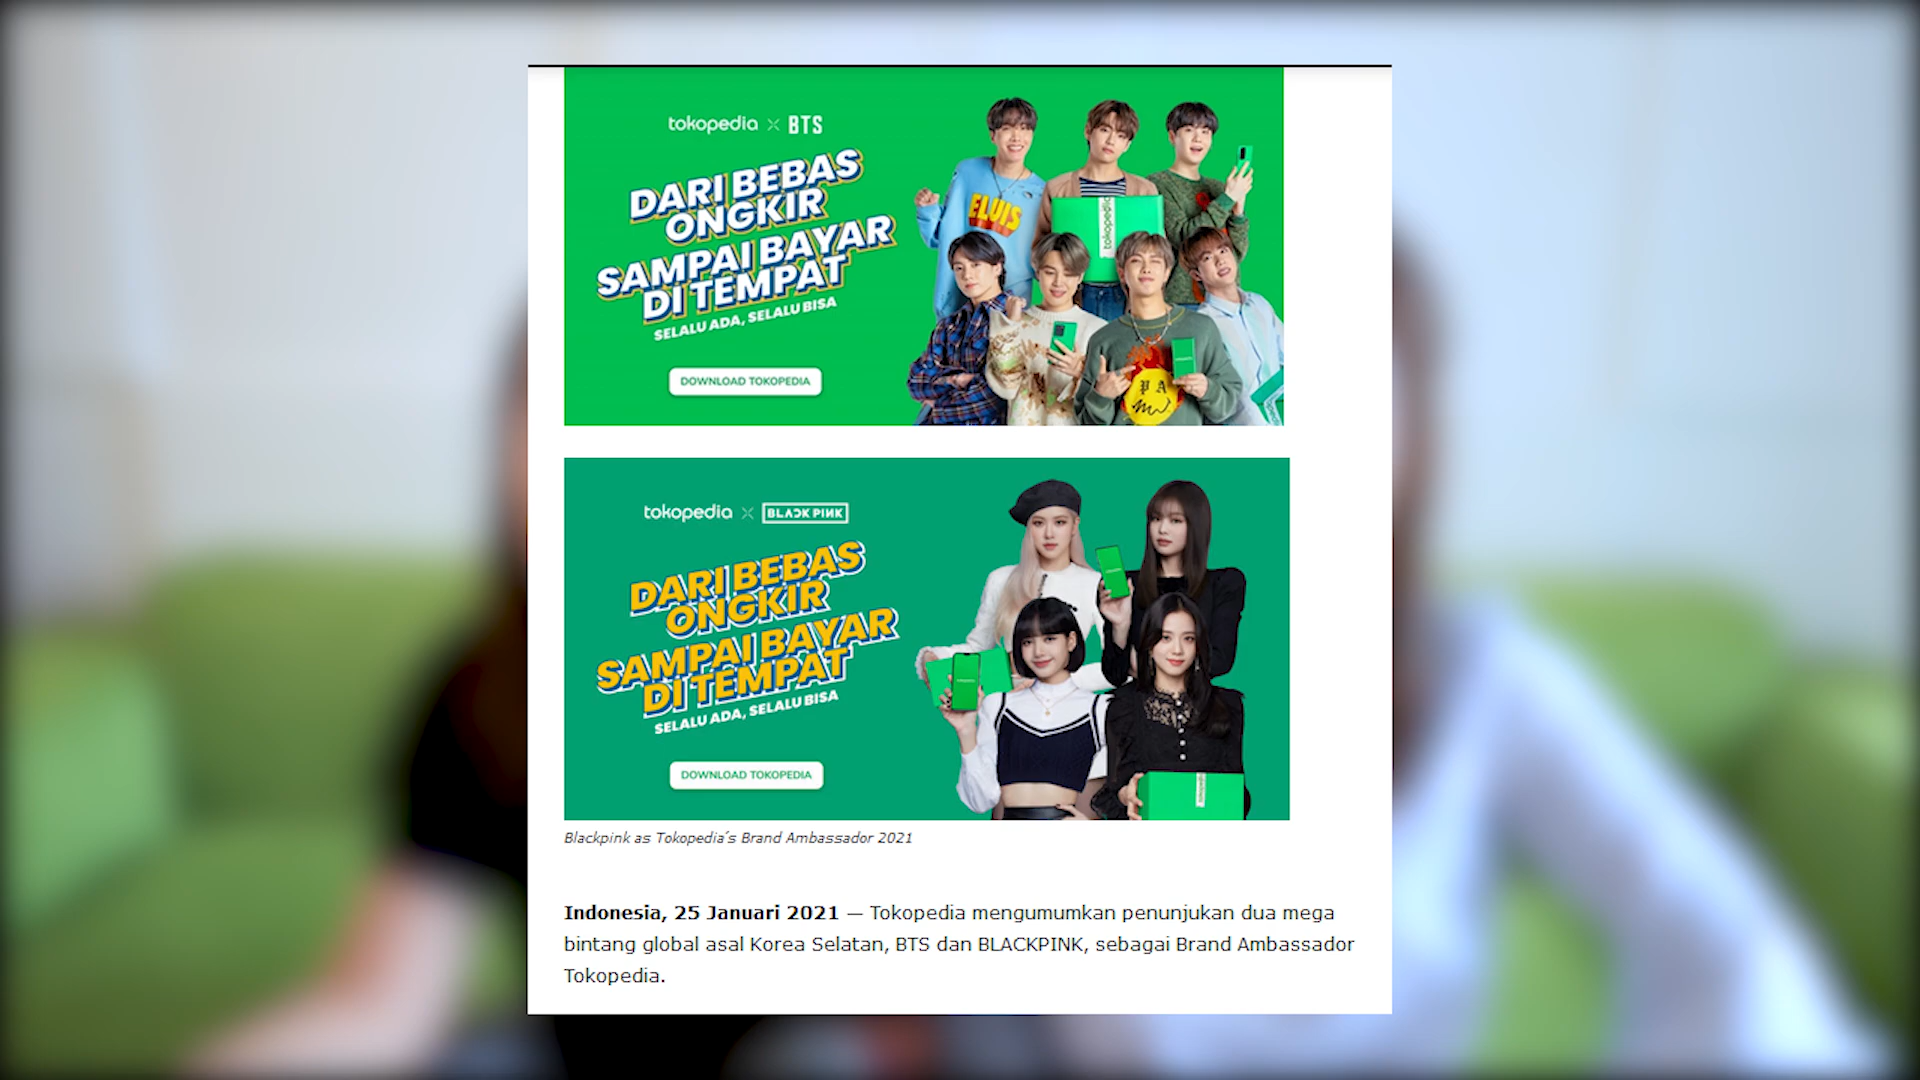 tokopedia × BTS
DARI BEBAS
ONGKIR
SAMPAI BAYAR
DI TEMPAT
SELALU ADA, SELALU BISA
DOWNLOAD TOKOPEDIA
ELVIS
tokopedia
PA
tokopedia × BLACKPINK
DARI BEBAS
ONGKIR
SAMPAI BAYAR
DI TEMPAT
SELALU ADA, SELALU BISA
DOWNLOAD TOKOPEDIA
tokopedia
Blackpink as Tokopedia's Brand Ambassador 2021
Indonesia, 25 Januari 2021 — Tokopedia mengumumkan penunjukan dua mega
bintang global asal Korea Selatan, BTS dan BLACKPINK, sebagai Brand Ambassador
Tokopedia.